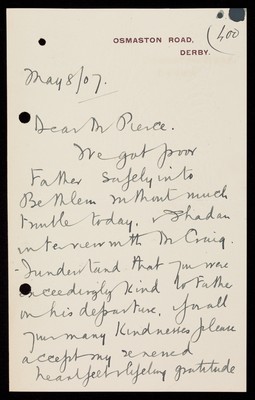 OSMASTON ROAD,
DERBY.
400
May 8/07.
Dear Mr Pierce.
We got poor
Father safely into
Bethlem without much
trouble today. & I had an
interview with Mr Craig.
- I understand that you were
exceedingly kind to Father
on his departure. for all
your many kindnesses please
accept my renewed
heartfelt & lifelong gratitude